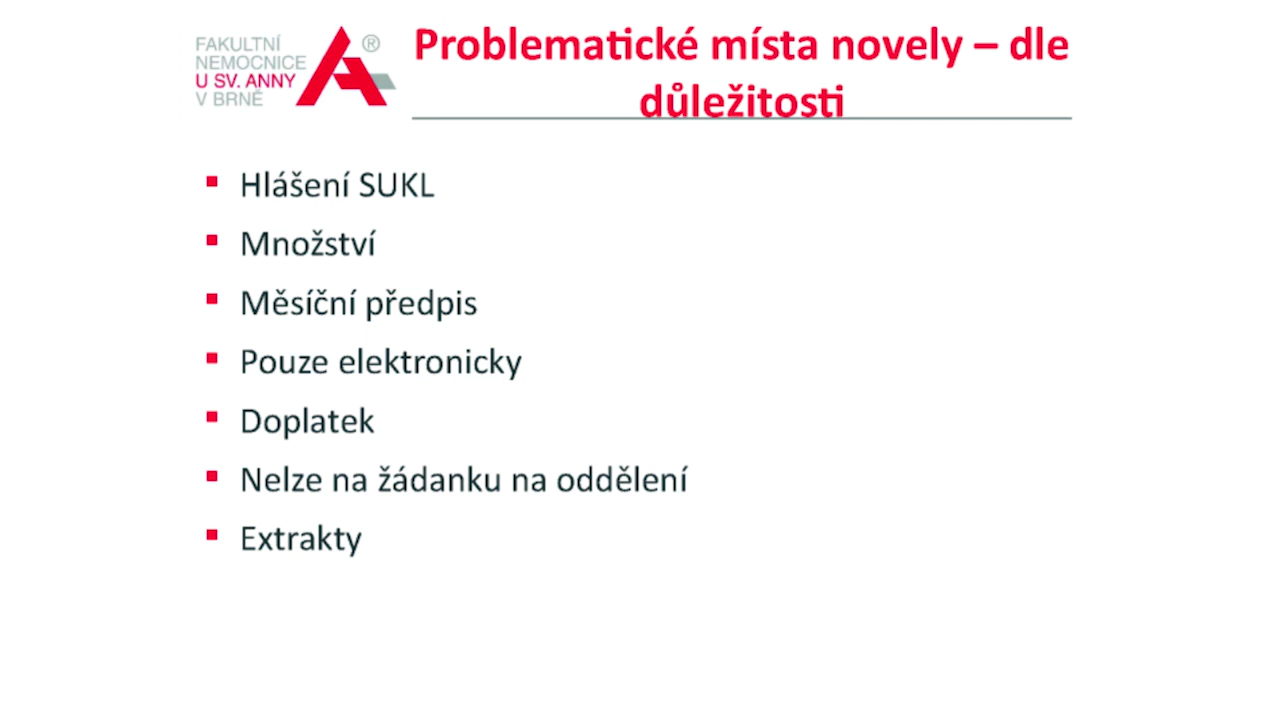 FAKULTNÍ
NEMOCNICE
U SV. ANNY
V BRNĚ
®
Problematické místa novely – dle
důležitosti
Hlášení SUKL
Množství
Měsíční předpis
Pouze elektronicky
Doplatek
Nelze na žádanku na oddělení
Extrakty